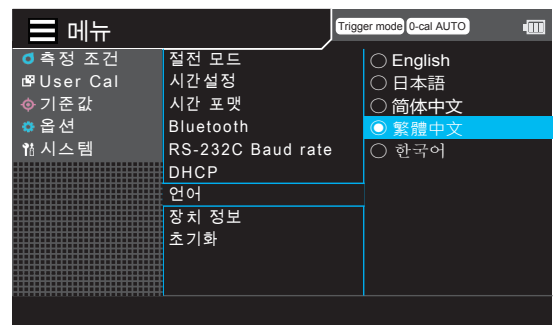 메뉴
Trigger mode 0-cal AUTO
측정 조건
User Cal
기준값
옵션
시스템
절전 모드
시간설정
시간 포맷
Bluetooth
RS-232C Baud rate
DHCP
언어
장치 정보
초기화
English
日本語
简体中文
繁體中文
한국어